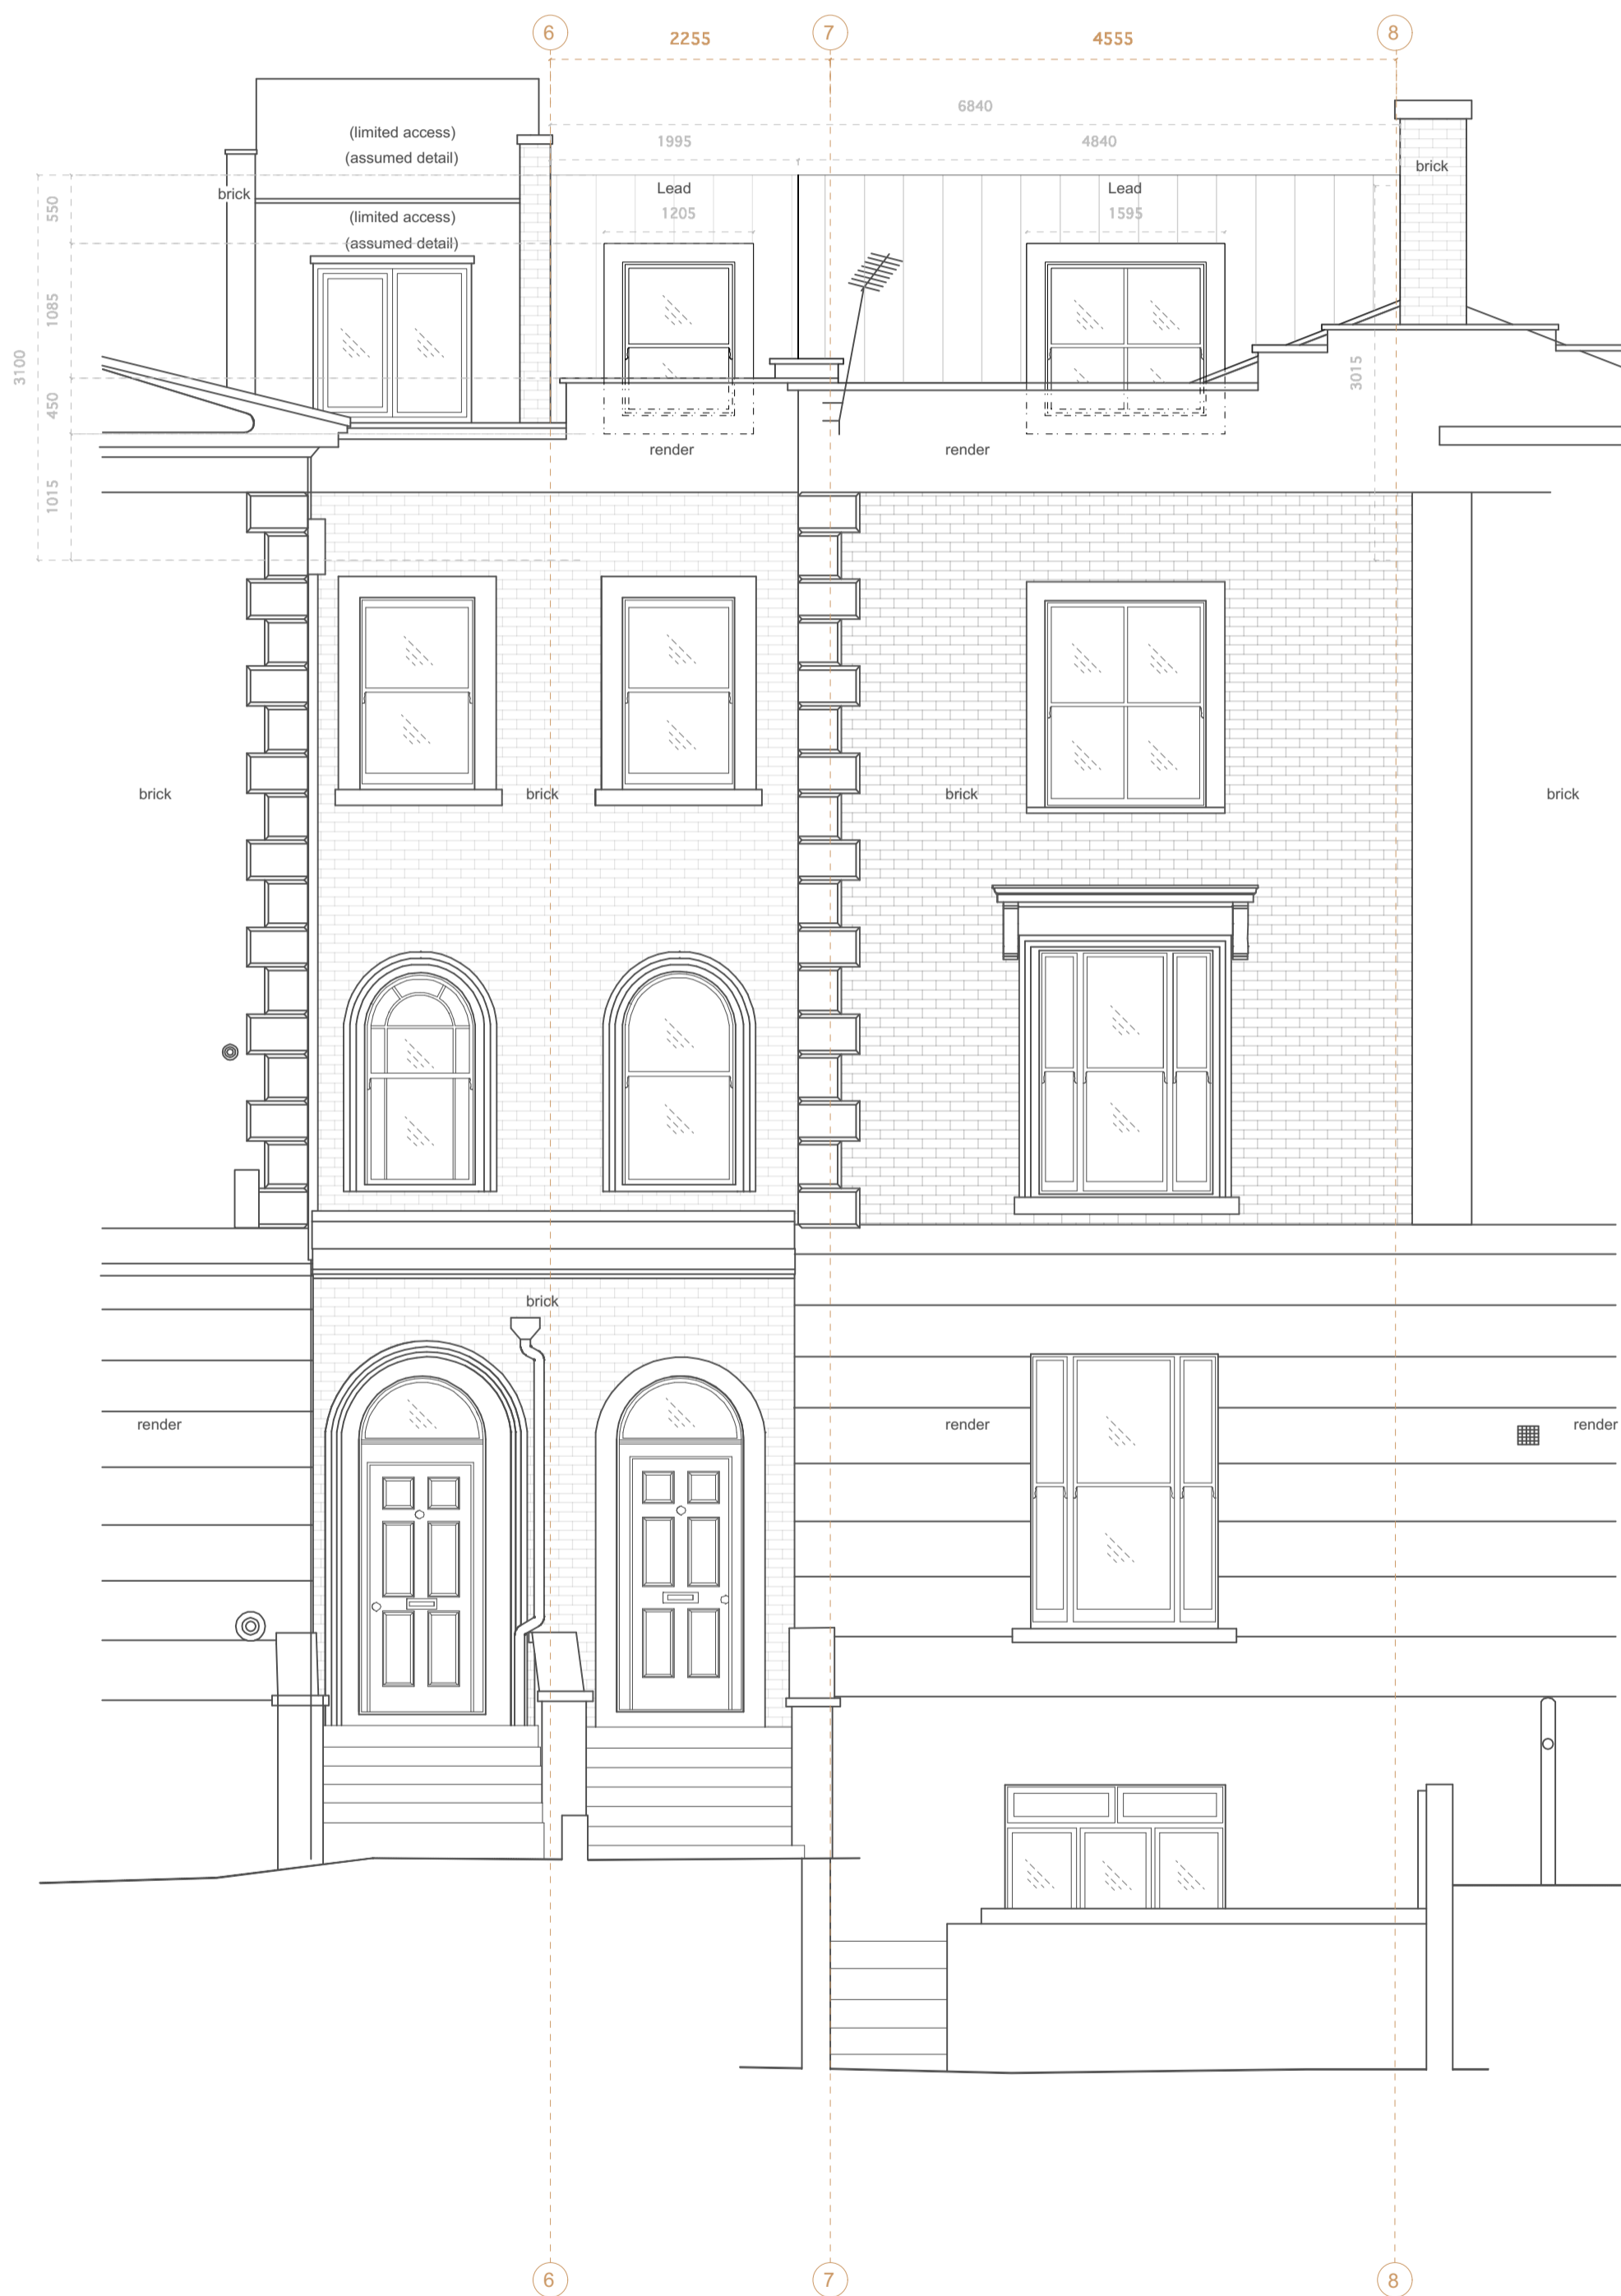 6
2255
7
4555
8
6840
1995
4840
(limited access)
(assumed detail)
brick
brick
Lead
Lead
550
1205
1595
(limited access)
(assumed detail)
1085
3100
450
3015
render
render
1015
brick
brick
brick
brick
brick
render
render
render
6
7
8